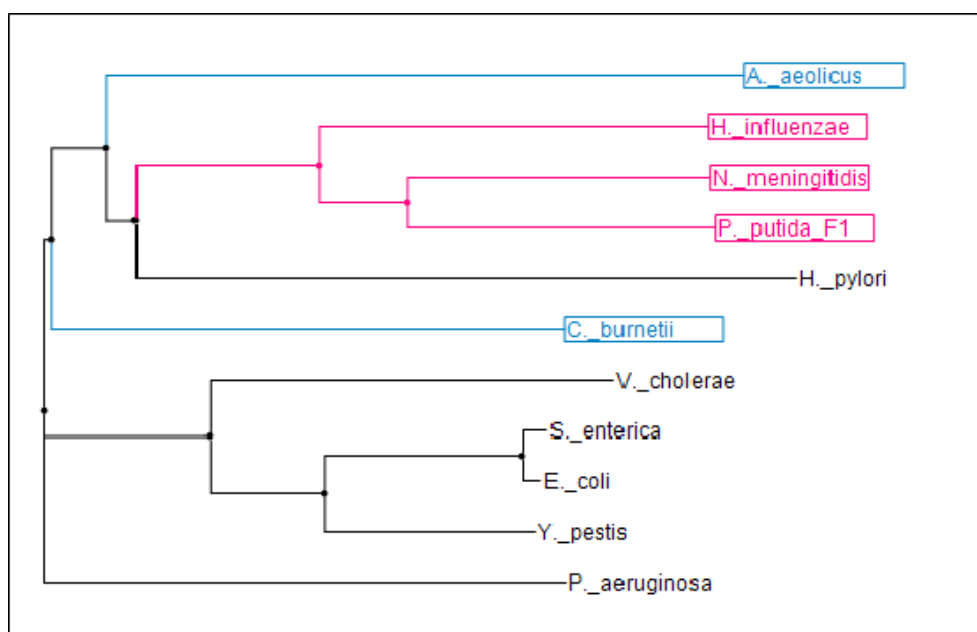 A._aeolicus
H._influenzae
N._meningitidis
P._putida_F1
H._pylori
C._burnetii
V._cholerae
S._enterica
E._coli
Y._pestis
P._aeruginosa